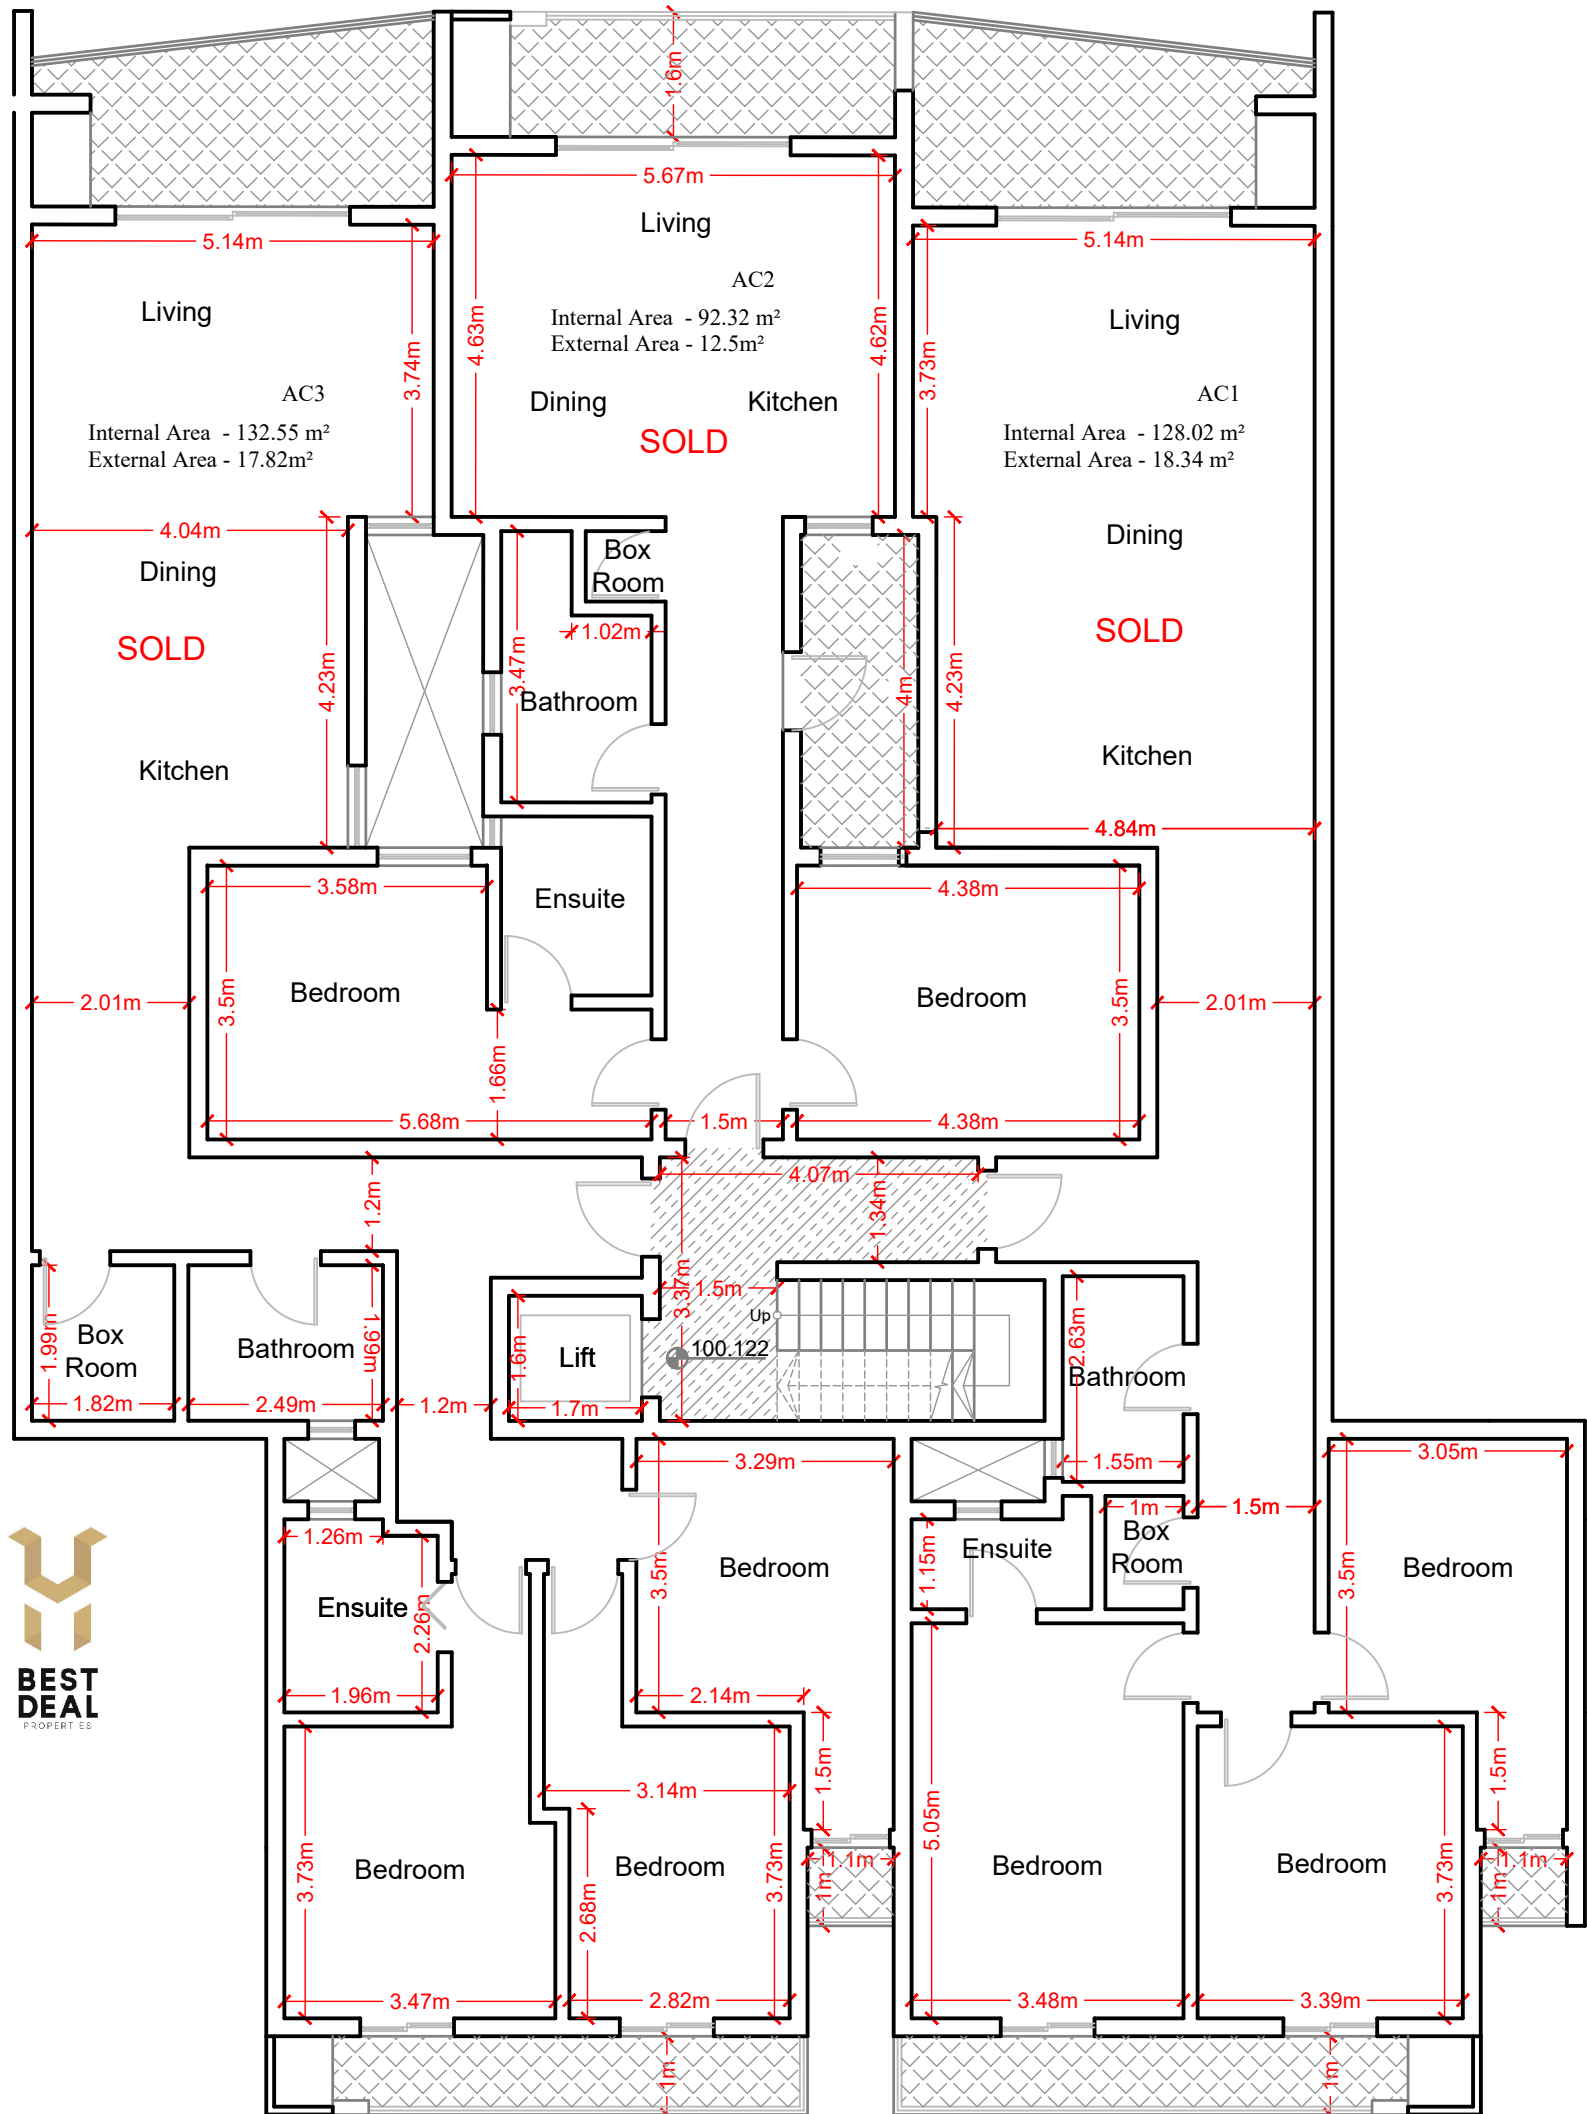 1.6m
5.67m
Living
5.14m
5.14m
AC2
Internal Area - 92.32 m²
External Area - 12.5m²
Living
Living
4.63m
4.62m
3.74m
3.73m
AC3
Internal Area - 132.55 m²
External Area - 17.82m²
Dining
Kitchen
SOLD
AC1
Internal Area - 128.02 m²
External Area - 18.34 m²
4.04m
Dining
Box
Room
Dining
SOLD
1.02m
SOLD
4.23m
3.47m
Bathroom
4m
4.23m
Kitchen
Kitchen
4.84m
3.58m
Ensuite
4.38m
2.01m
3.5m
Bedroom
Bedroom
3.5m
2.01m
1.66m
5.68m
1.5m
4.38m
4.07m
1.2m
1.34m
3.37m
1.5m
Up
100.122
1.99m
Box
Room
1.82m
Bathroom
1.99m
2.49m
1.2m
1.6m
Lift
1.7m
2.63m
Bathroom
1.55m
3.29m
3.05m
1m
1.5m
1.26m
Ensuite
2.26m
1.96m
3.5m
Bedroom
2.14m
1.15m
Ensuite
Box
Room
3.5m
Bedroom
BEST
DEAL
PROPERTIES
1.5m
1.5m
3.14m
3.73m
Bedroom
3.47m
2.68m
Bedroom
3.73m
2.82m
1.1m
1m
5.05m
Bedroom
3.48m
Bedroom
3.73m
3.39m
1.1m
1m
1m
1m